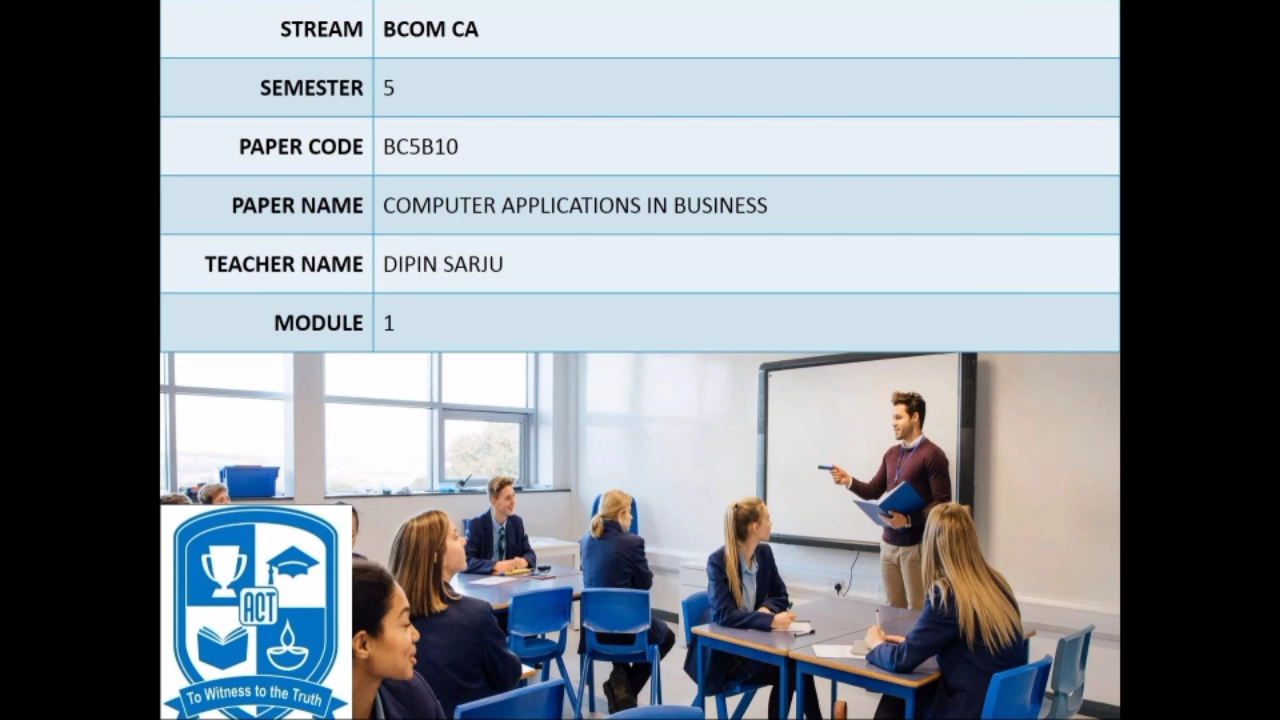 STREAM BCOM CA
SEMESTER 5
PAPER CODE BC5B10
PAPER NAME COMPUTER APPLICATIONS IN BUSINESS
TEACHER NAME DIPIN SARJU
MODULE 1
ACT
To Witness to the Truth